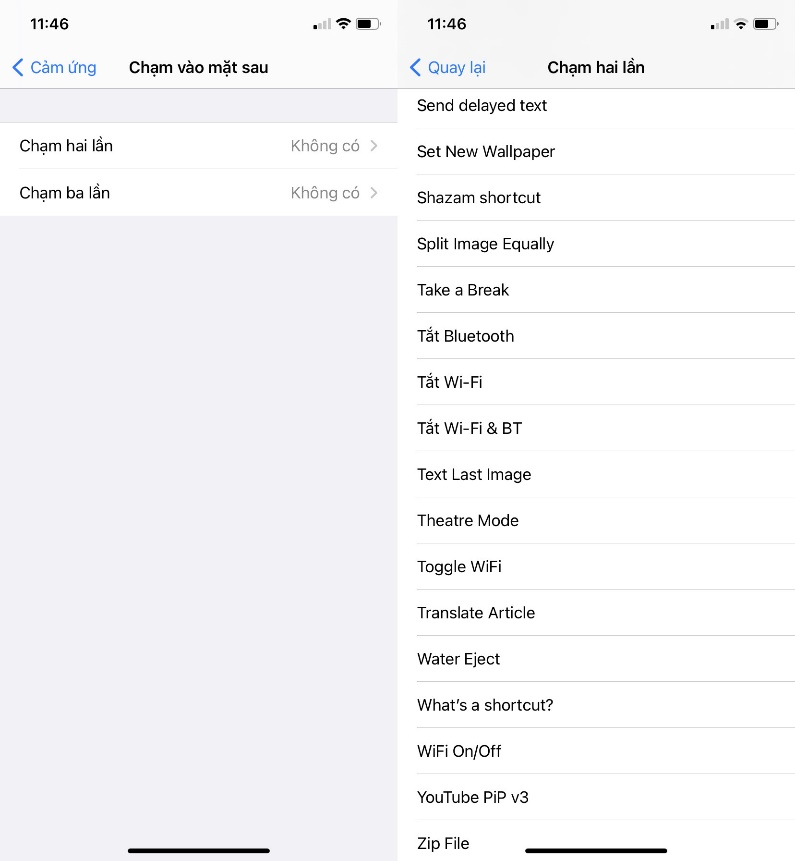 11:46
Cảm ứng
Chạm vào mặt sau
Chạm hai lần
Không có
Chạm ba lần
Không có
11:46
Quay lại
Chạm hai lần
Send delayed text
Set New Wallpaper
Shazam shortcut
Split Image Equally
Take a Break
Tắt Bluetooth
Tắt Wi-Fi
Tắt Wi-Fi & BT
Text Last Image
Theatre Mode
Toggle WiFi
Translate Article
Water Eject
What's a shortcut?
WiFi On/Off
YouTube PiP v3
Zip File